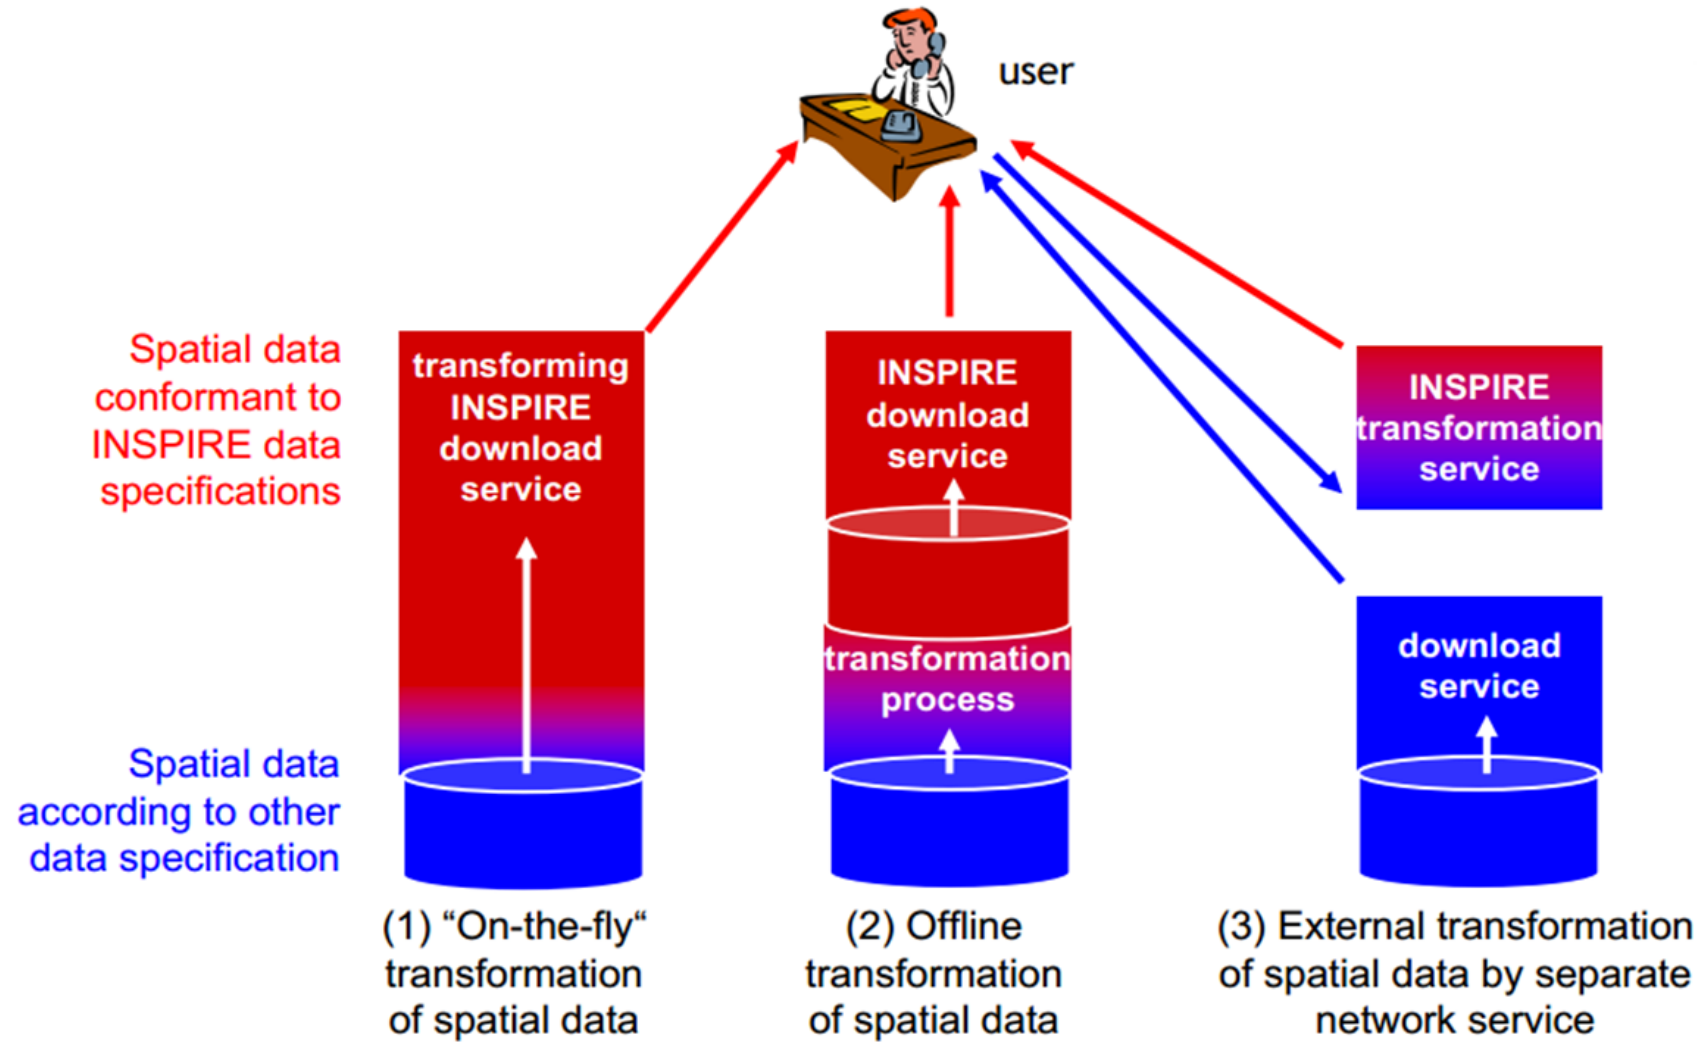 user
Spatial data
conformant to
INSPIRE data
specifications
transforming
INSPIRE
download
service
INSPIRE
download
service
INSPIRE
transformation
service
transformation
process
download
service
Spatial data
according to other
data specification
(1) “On-the-fly“
transformation
of spatial data
(2) Offline
transformation
of spatial data
(3) External transformation
of spatial data by separate
network service